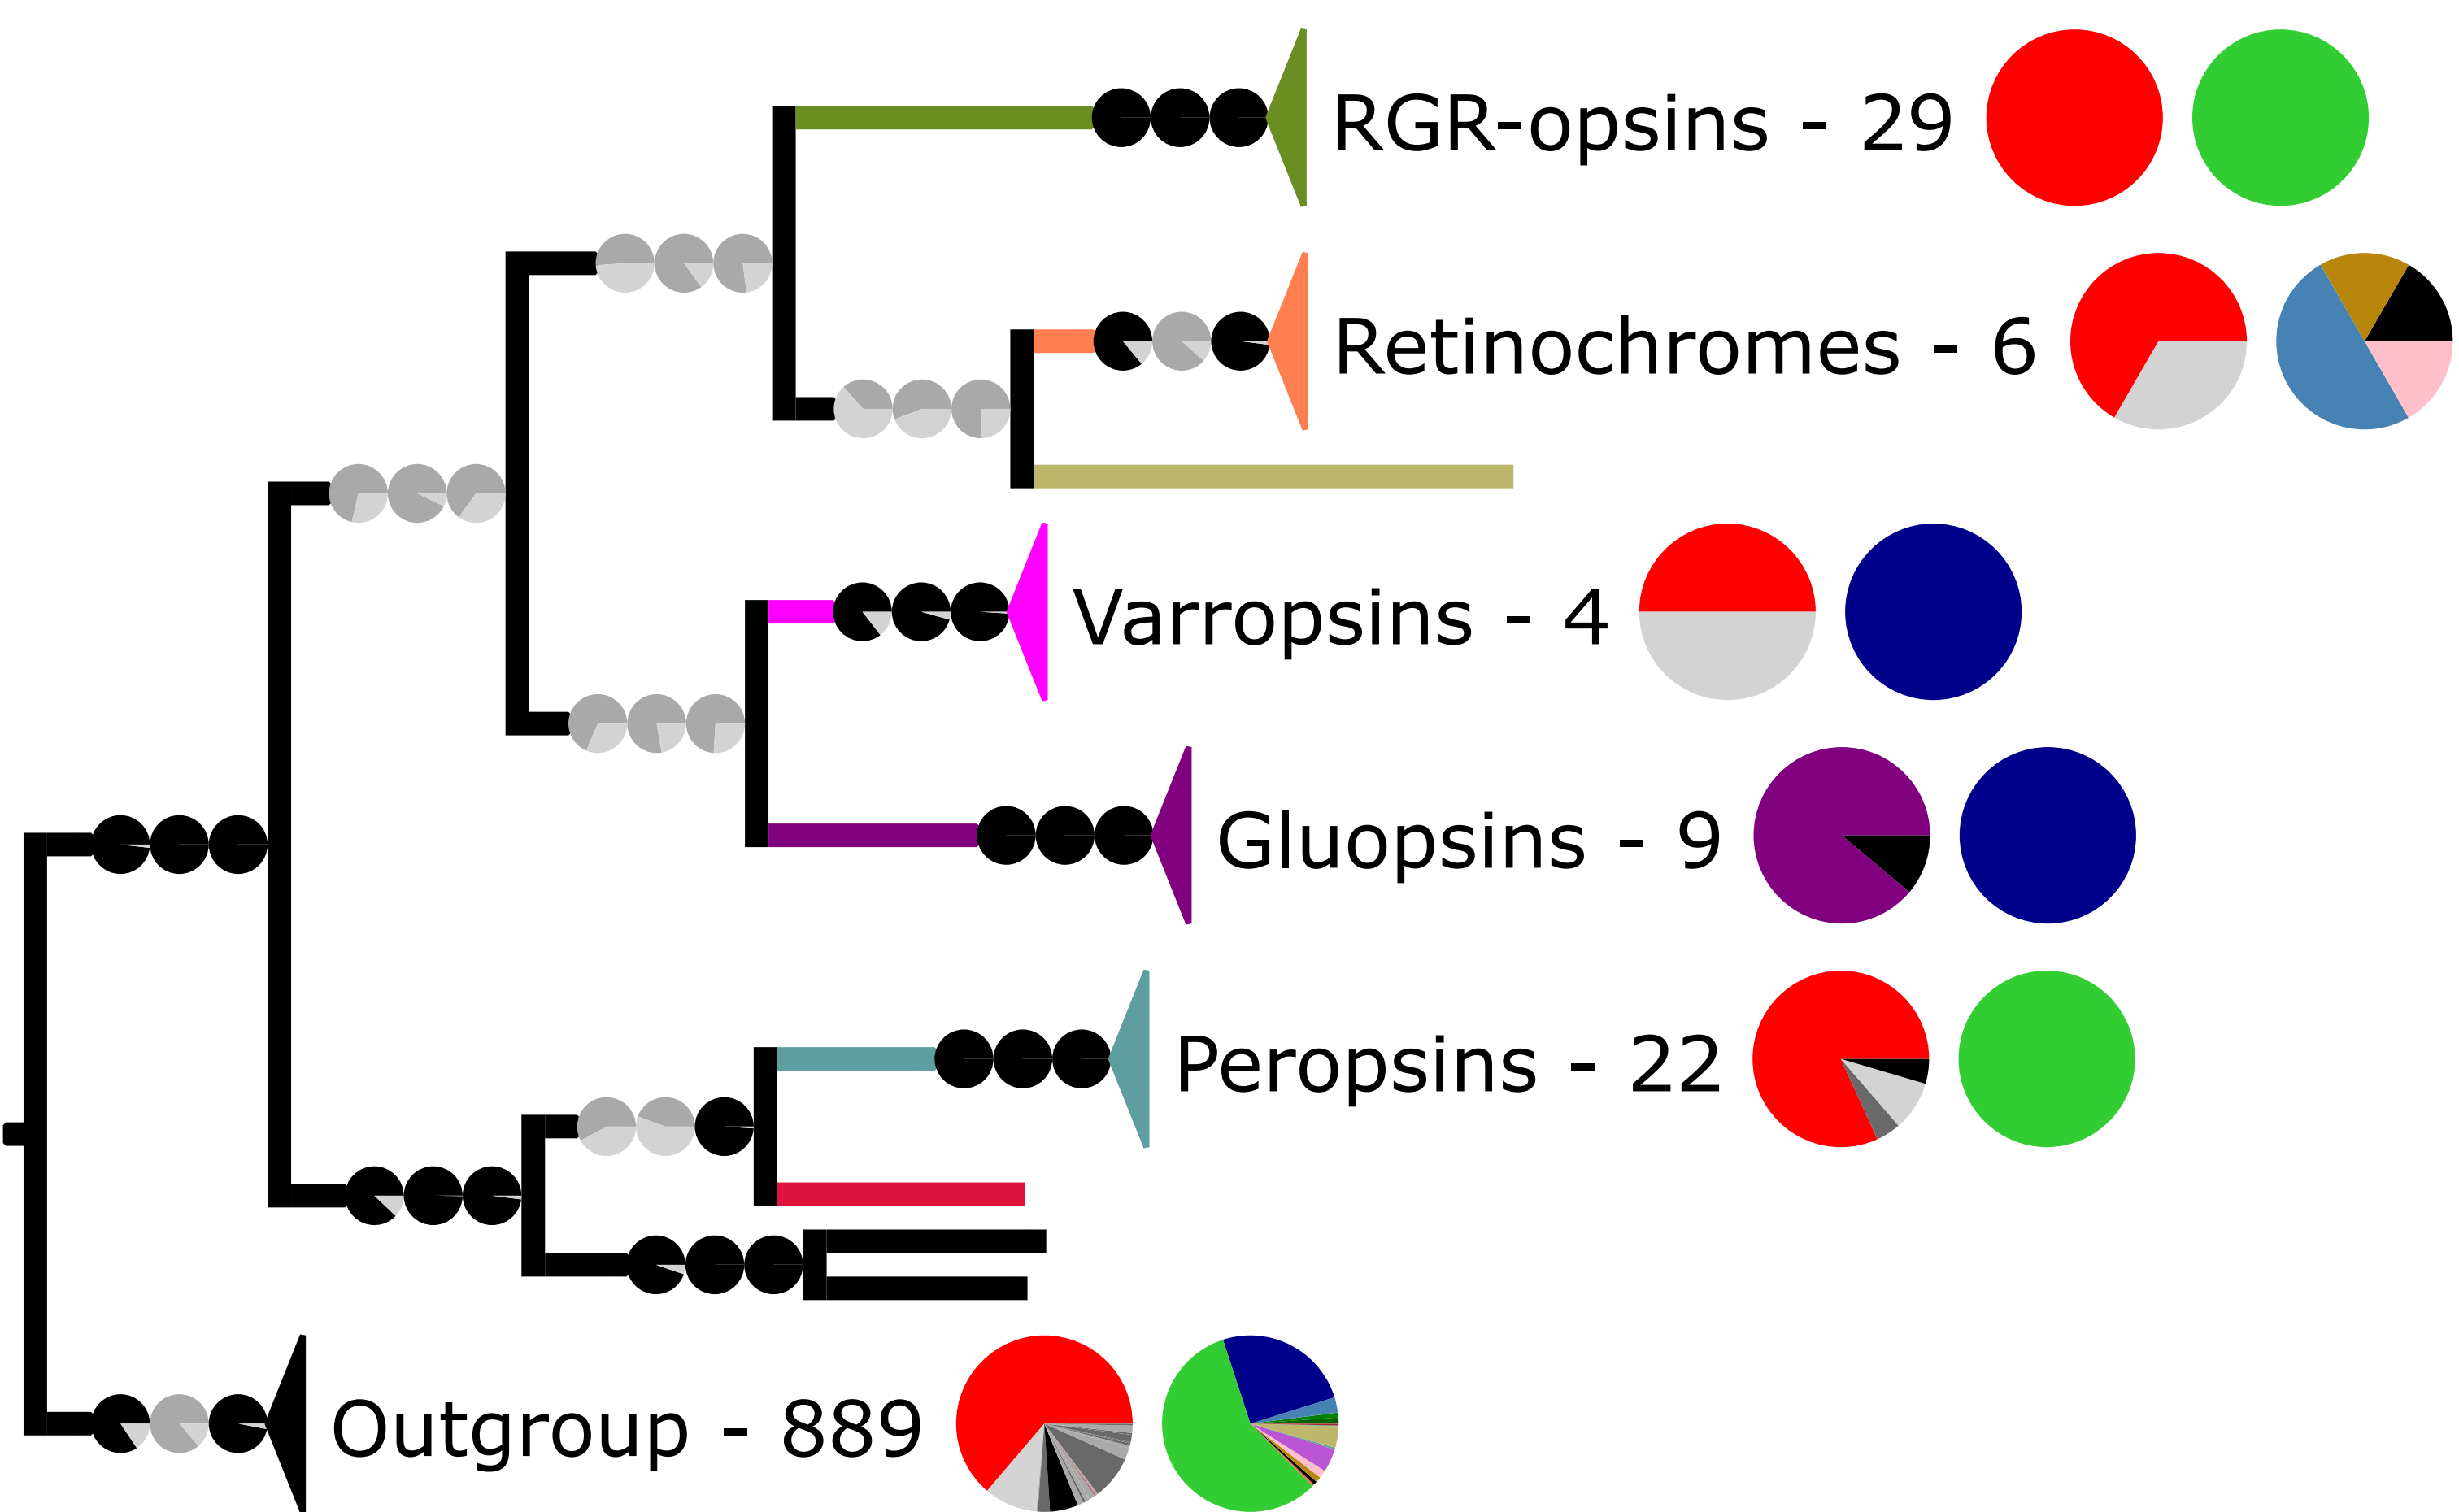 RGR-opsins - 29
Retinochromes - 6
Varropsins - 4
Gluopsins - 9
Peropsins - 22
Outgroup - 889